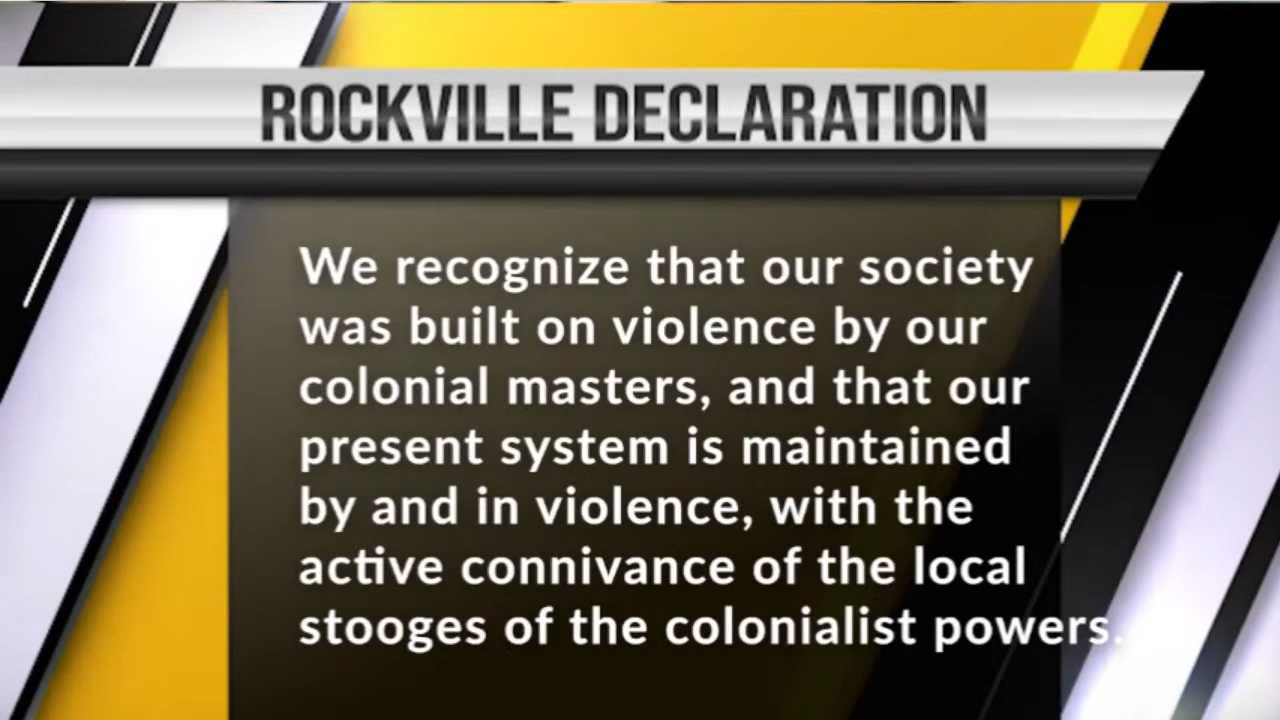 ROCKVILLE DECLARATION
We recognize that our society
was built on violence by our
colonial masters, and that our
present system is maintained
by and in violence, with the
active connivance of the local
stooges of the colonialist powers.